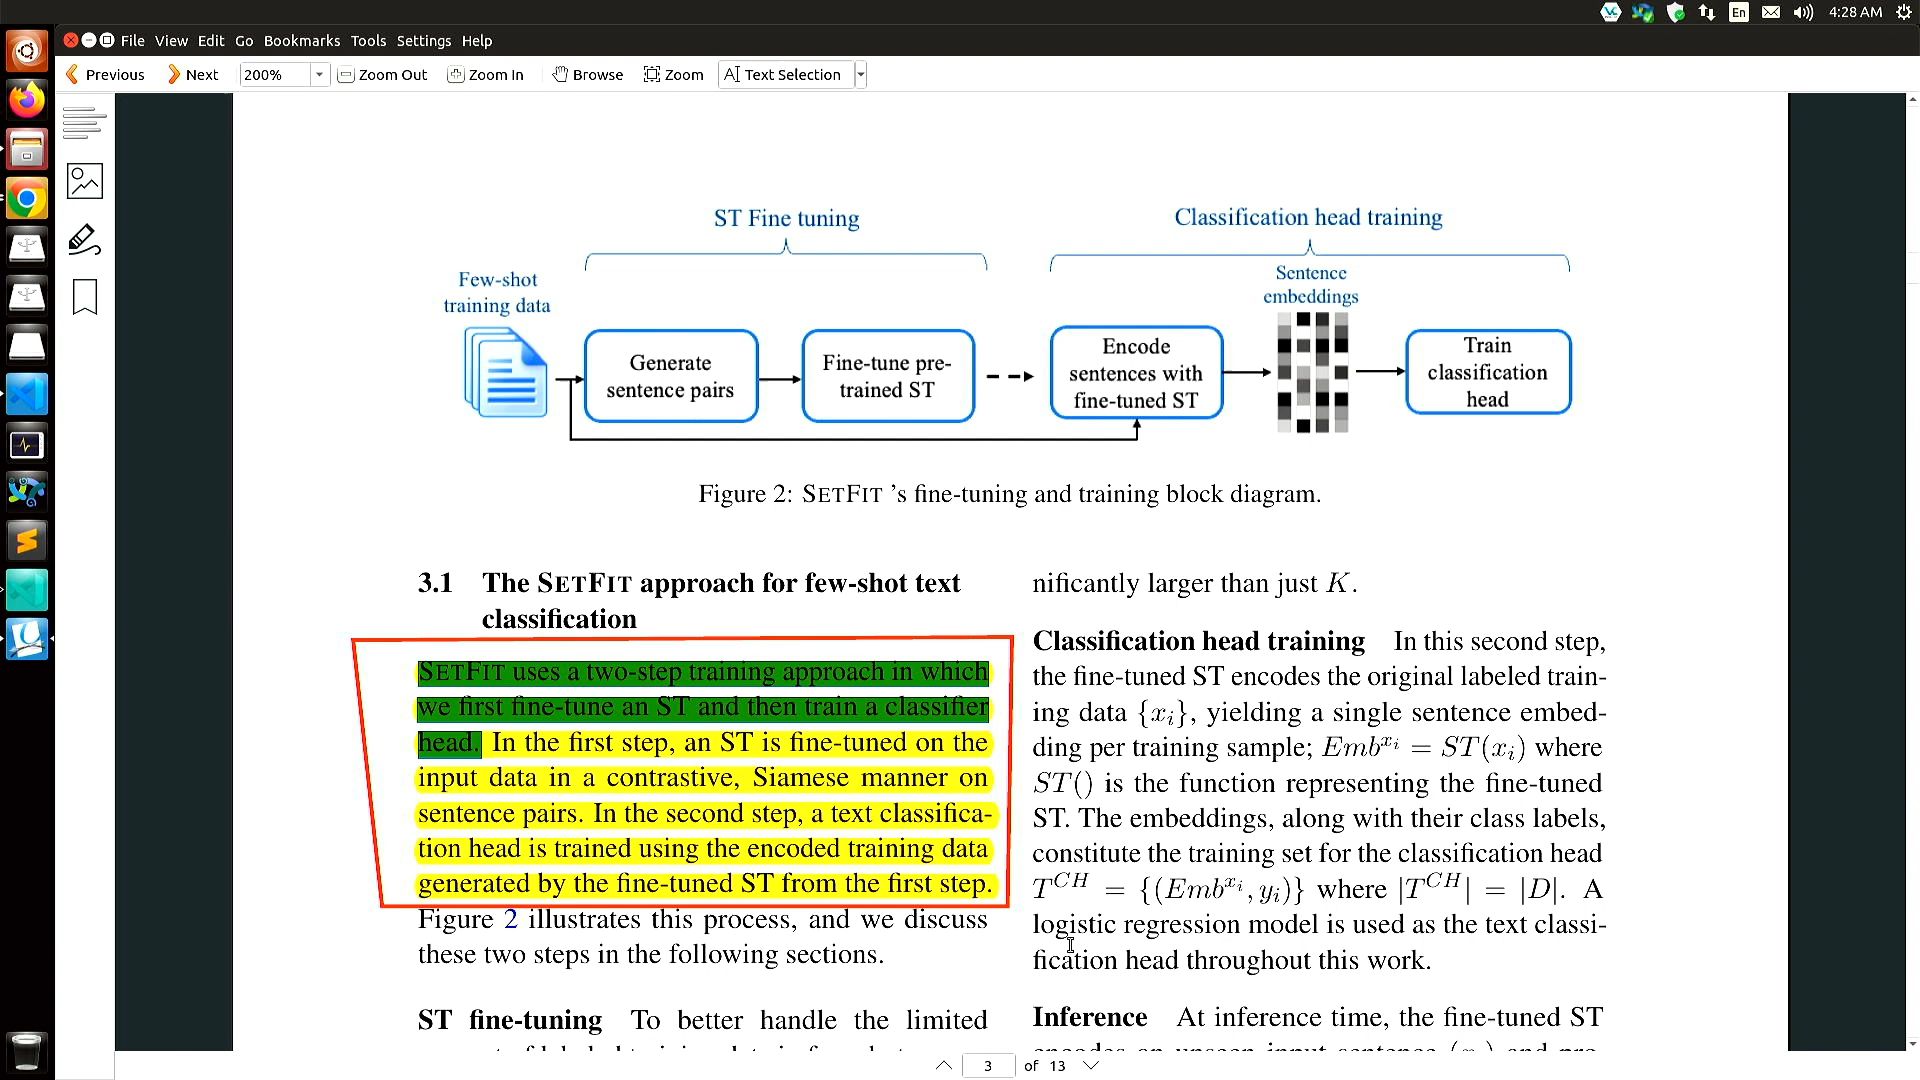 En
4:28 AM
File View Edit Go Bookmarks Tools Settings Help
Previous Next 200% Zoom Out Zoom In Browse Zoom Text Selection
ST Fine tuning
Classification head training
Few-shot
training data
Generate
sentence pairs
Fine-tune pre-
trained ST
Encode
sentences with
fine-tuned ST
Sentence
embeddings
Train
classification
head
Figure 2: SETFIT 's fine-tuning and training block diagram.
3.1 The SETFIT approach for few-shot text
classification
SETFIT uses a two-step training approach in which
we first fine-tune an ST and then train a classifier
head. In the first step, an ST is fine-tuned on the
input data in a contrastive, Siamese manner on
sentence pairs. In the second step, a text classifica-
tion head is trained using the encoded training data
generated by the fine-tuned ST from the first step.
Figure 2 illustrates this process, and we discuss
these two steps in the following sections.
ST fine-tuning To better handle the limited
nificantly larger than just K.
Classification head training In this second step,
the fine-tuned ST encodes the original labeled train-
ing data {x_i}, yielding a single sentence embed-
ding per training sample; Emb^{x_i} = ST(x_i) where
ST() is the function representing the fine-tuned
ST. The embeddings, along with their class labels,
constitute the training set for the classification head
T^{CH} = {(Emb^{x_i}, y_i)} where |T^{CH}| = |D|. A
logistic regression model is used as the text classi-
fication head throughout this work.
Inference At inference time, the fine-tuned ST
3 of 13